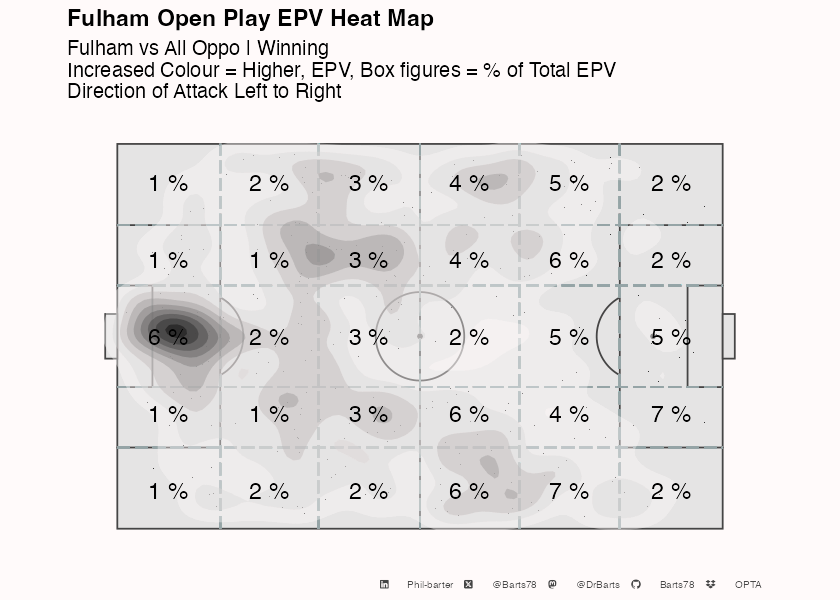 Fulham Open Play EPV Heat Map
Fulham vs All Oppo | Winning
Increased Colour = Higher, EPV, Box figures = % of Total EPV
Direction of Attack Left to Right
1 % 2 % 3 % 4 % 5 % 2 %
1 % 1 % 3 % 4 % 6 % 2 %
6 % 2 % 3 % 2 % 5 % 5 %
1 % 1 % 3 % 6 % 4 % 7 %
1 % 2 % 2 % 6 % 7 % 2 %
Phil-barter @Barts78 @DrBarts Barts78 OPTA